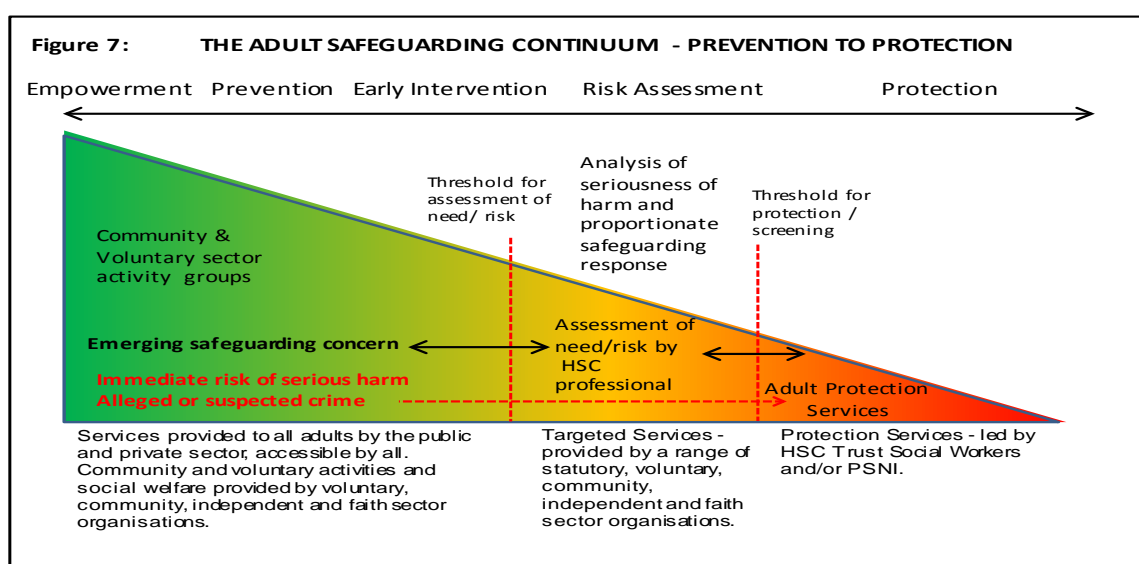 Figure 7: THE ADULT SAFEGUARDING CONTINUUM - PREVENTION TO PROTECTION
Empowerment Prevention Early Intervention Risk Assessment Protection
Threshold for
assessment of
need/ risk
Analysis of
seriousness of
harm and
proportionate
safeguarding
response
Threshold for
protection /
screening
Community &
Voluntary sector
activity groups
Emerging safeguarding concern
Immediate risk of serious harm
Alleged or suspected crime
Assessment of
need/risk by
HSC
professional
Adult Protection
Services
Services provided to all adults by the public
and private sector, accessible by all.
Community and voluntary activities and
social welfare provided by voluntary,
community, independent and faith sector
organisations.
Targeted Services -
provided by a range of
statutory, voluntary,
community,
independent and faith
sector organisations.
Protection Services - led by
HSC Trust Social Workers
and/or PSNI.